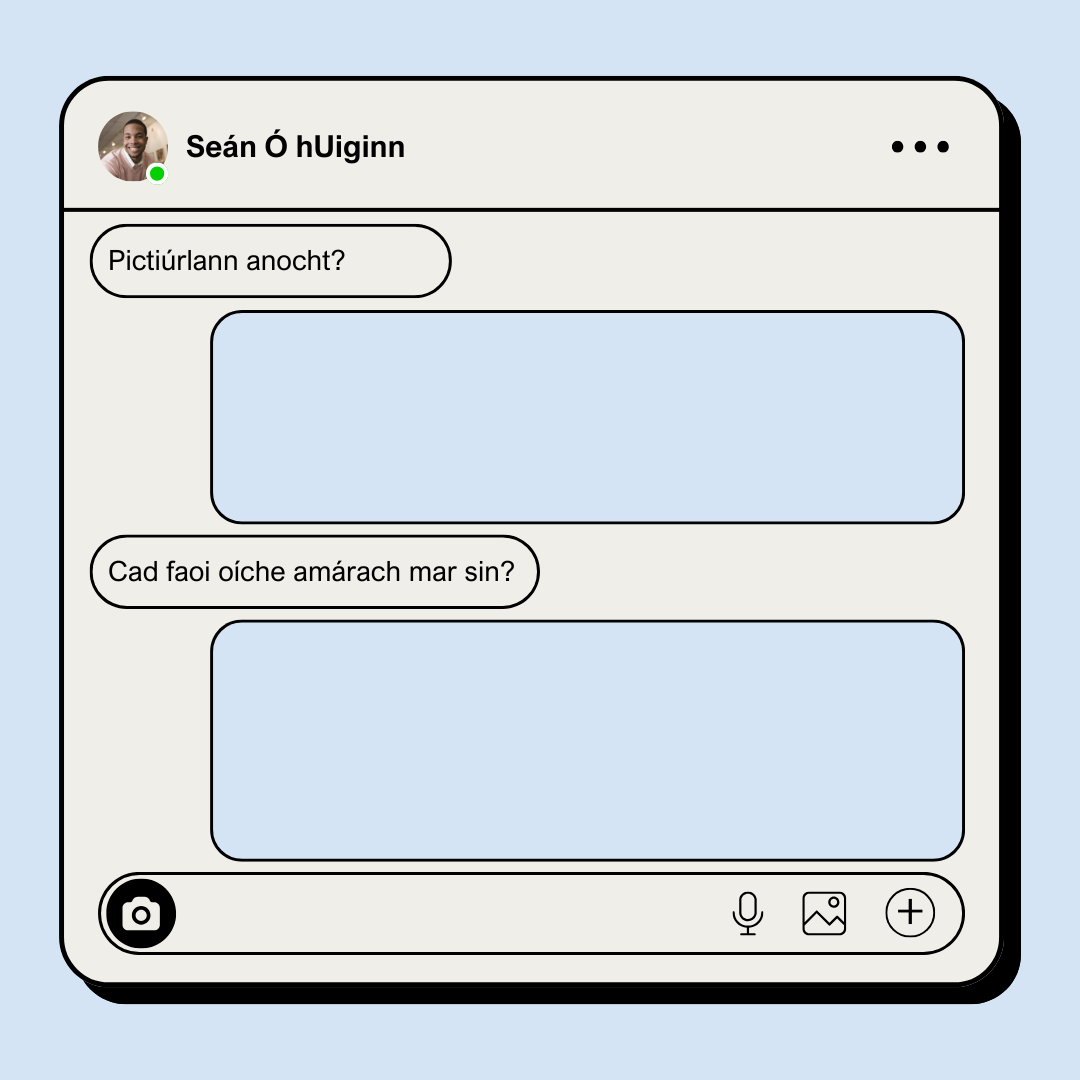 Seán Ó hUiginn
Pictiúrlann anocht?
Cad faoi oíche amárach mar sin?